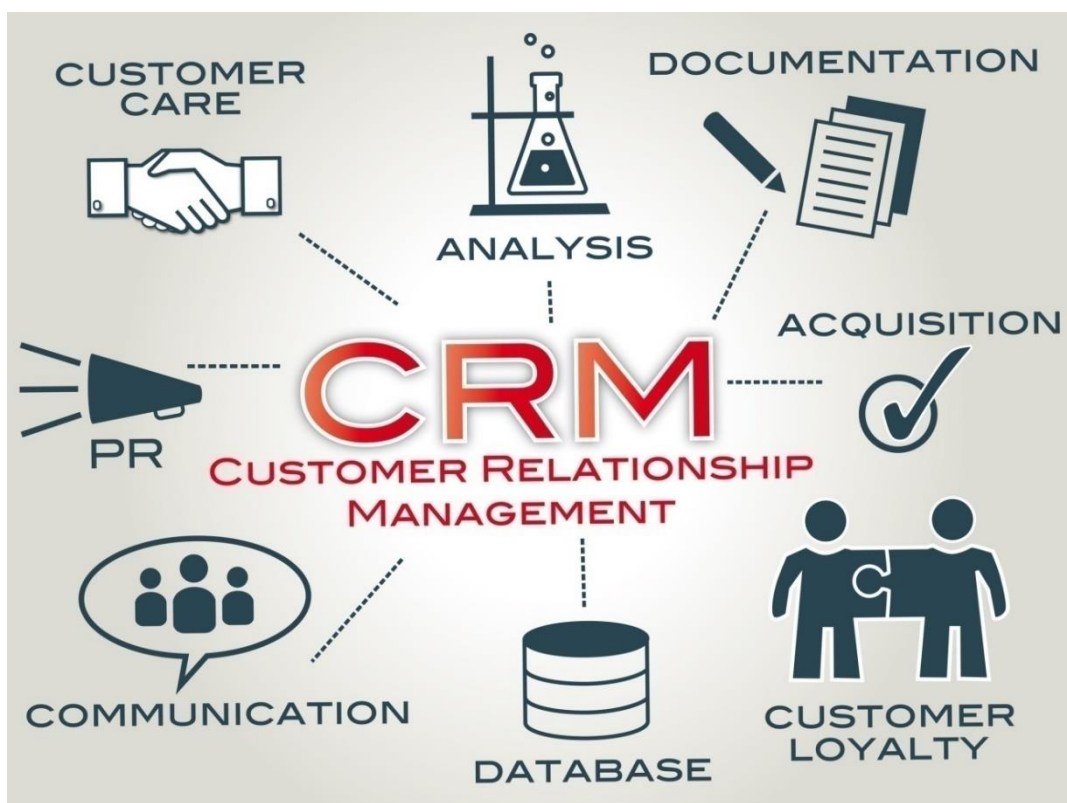 CUSTOMER
CARE
ANALYSIS
DOCUMENTATION
ACQUISITION
PR
CRM
CUSTOMER RELATIONSHIP
MANAGEMENT
COMMUNICATION
DATABASE
CUSTOMER
LOYALTY